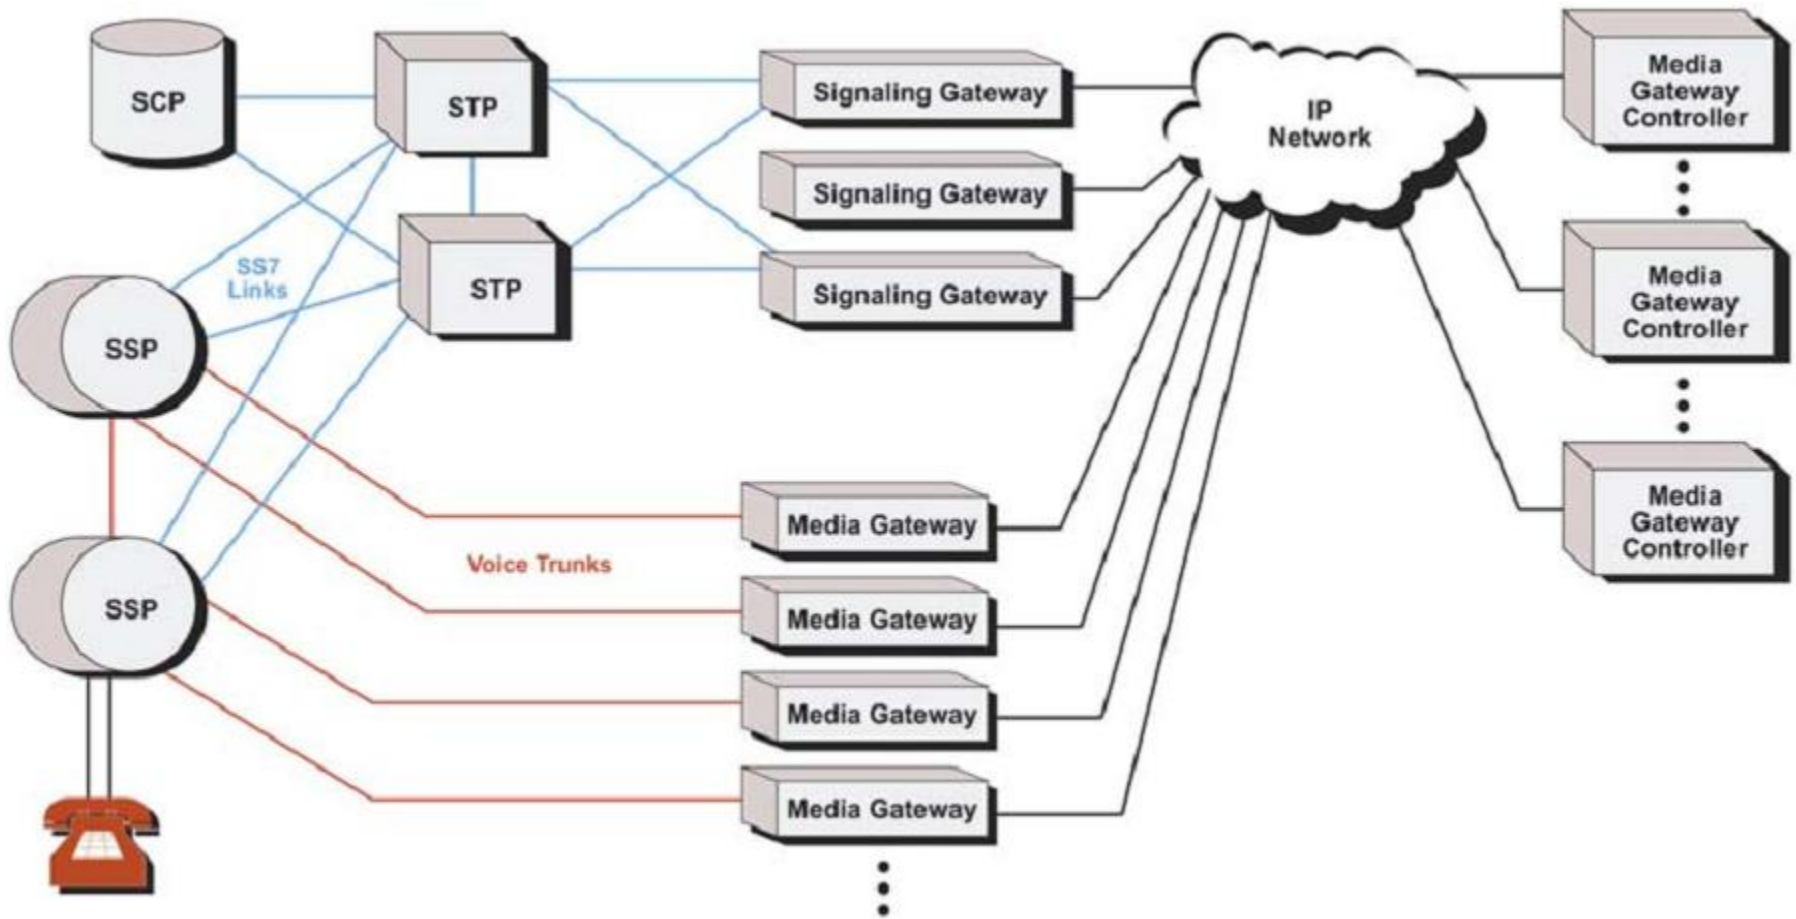 SCP
STP
Signaling Gateway
IP
Network
Media
Gateway
Controller
Signaling Gateway
STP
SS7
Links
Signaling Gateway
Media
Gateway
Controller
SSP
Media Gateway
Media
Gateway
Controller
Voice Trunks
SSP
Media Gateway
Media Gateway
Media Gateway